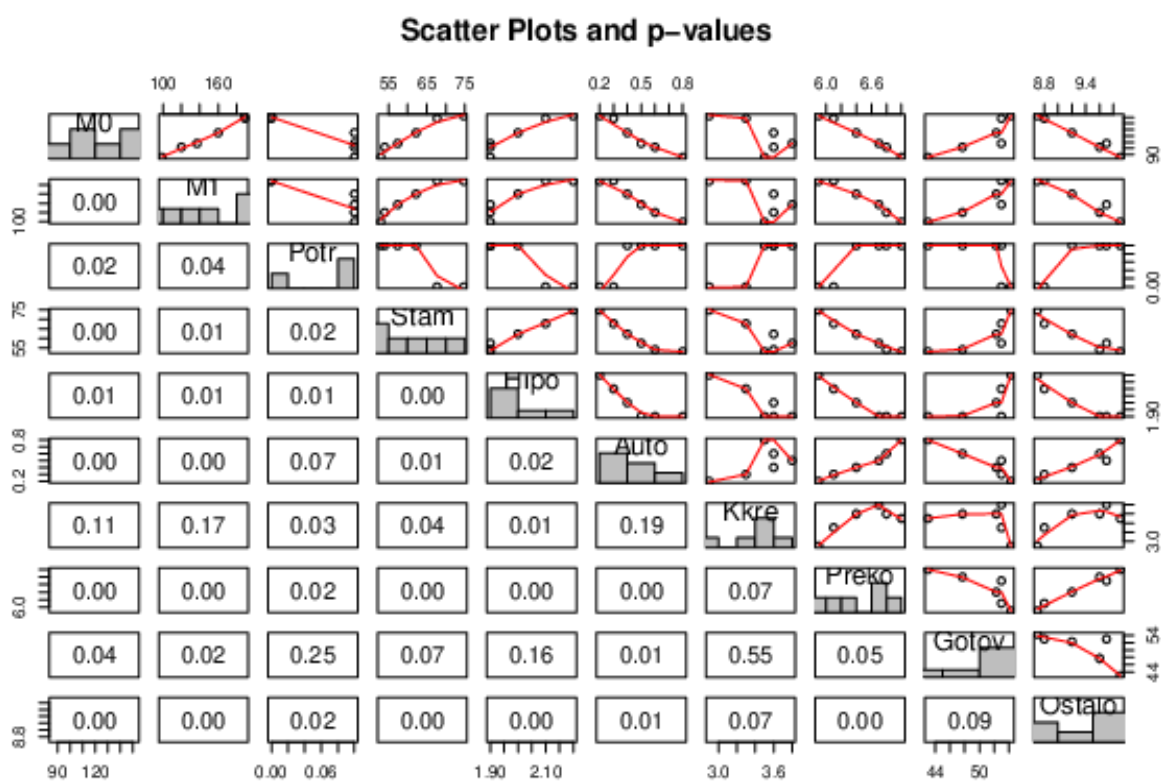 Scatter Plots and p-values
100 160 55 65 75 0.2 0.5 0.8 6.0 6.6 8.8 9.4
M0 90
100 0.00 M1
0.02 0.04 Potr 0.00
55 75 0.00 0.01 0.02 Stam
0.01 0.01 0.01 0.00 Hipo 1.90
0.2 0.8 0.00 0.00 0.07 0.01 0.02 Auto
0.11 0.17 0.03 0.04 0.01 0.19 Kkre 3.0
6.0 0.00 0.00 0.02 0.00 0.00 0.00 0.07 Preko
0.04 0.02 0.25 0.07 0.16 0.01 0.55 0.05 Gotov 44 54
8.8 0.00 0.00 0.02 0.00 0.00 0.01 0.07 0.00 0.09 Ostalo
90 120 0.00 0.06 1.90 2.10 3.0 3.6 44 50